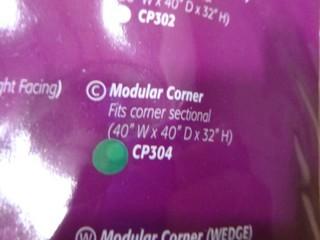 W x 40" D x 32" H)
CP302
ght Facing)
Ⓒ Modular Corner
Fits corner sectional
(40" W x 40" D x 32" H)
CP304
Ⓦ Modular Corner (WEDGE)